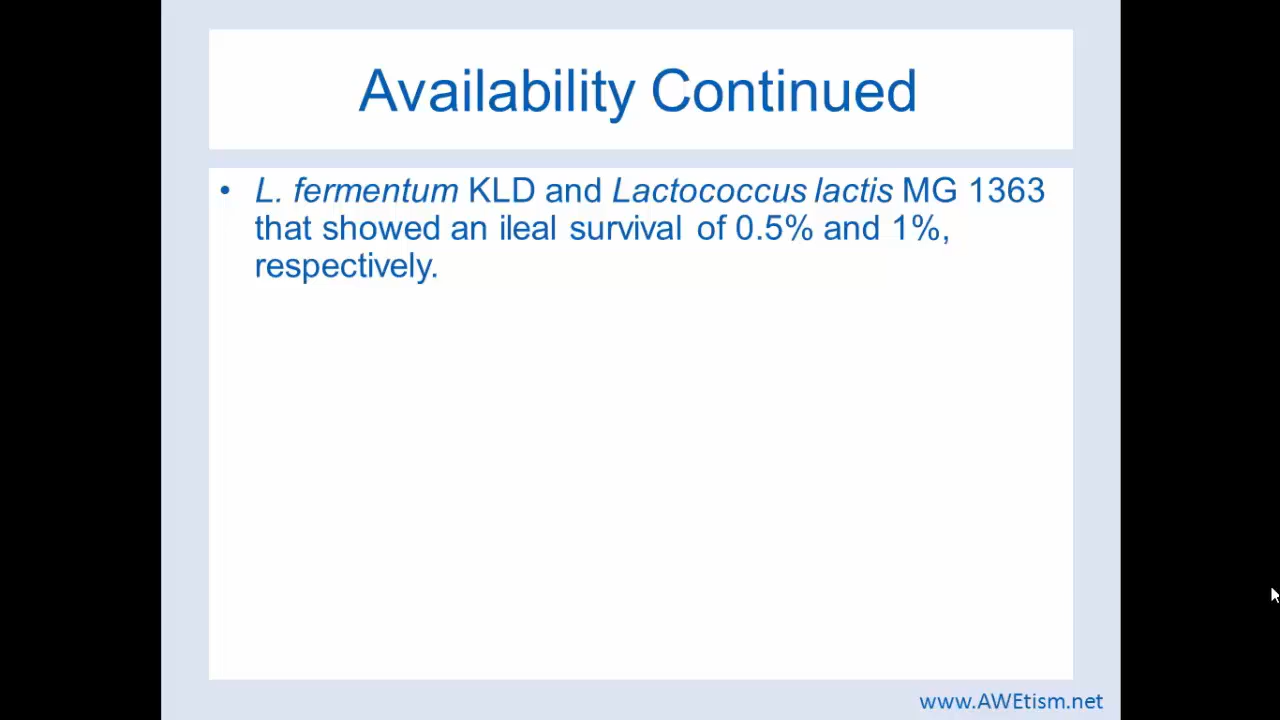 Availability Continued
• L. fermentum KLD and Lactococcus lactis MG 1363
that showed an ileal survival of 0.5% and 1%,
respectively.
www.AWEtism.net